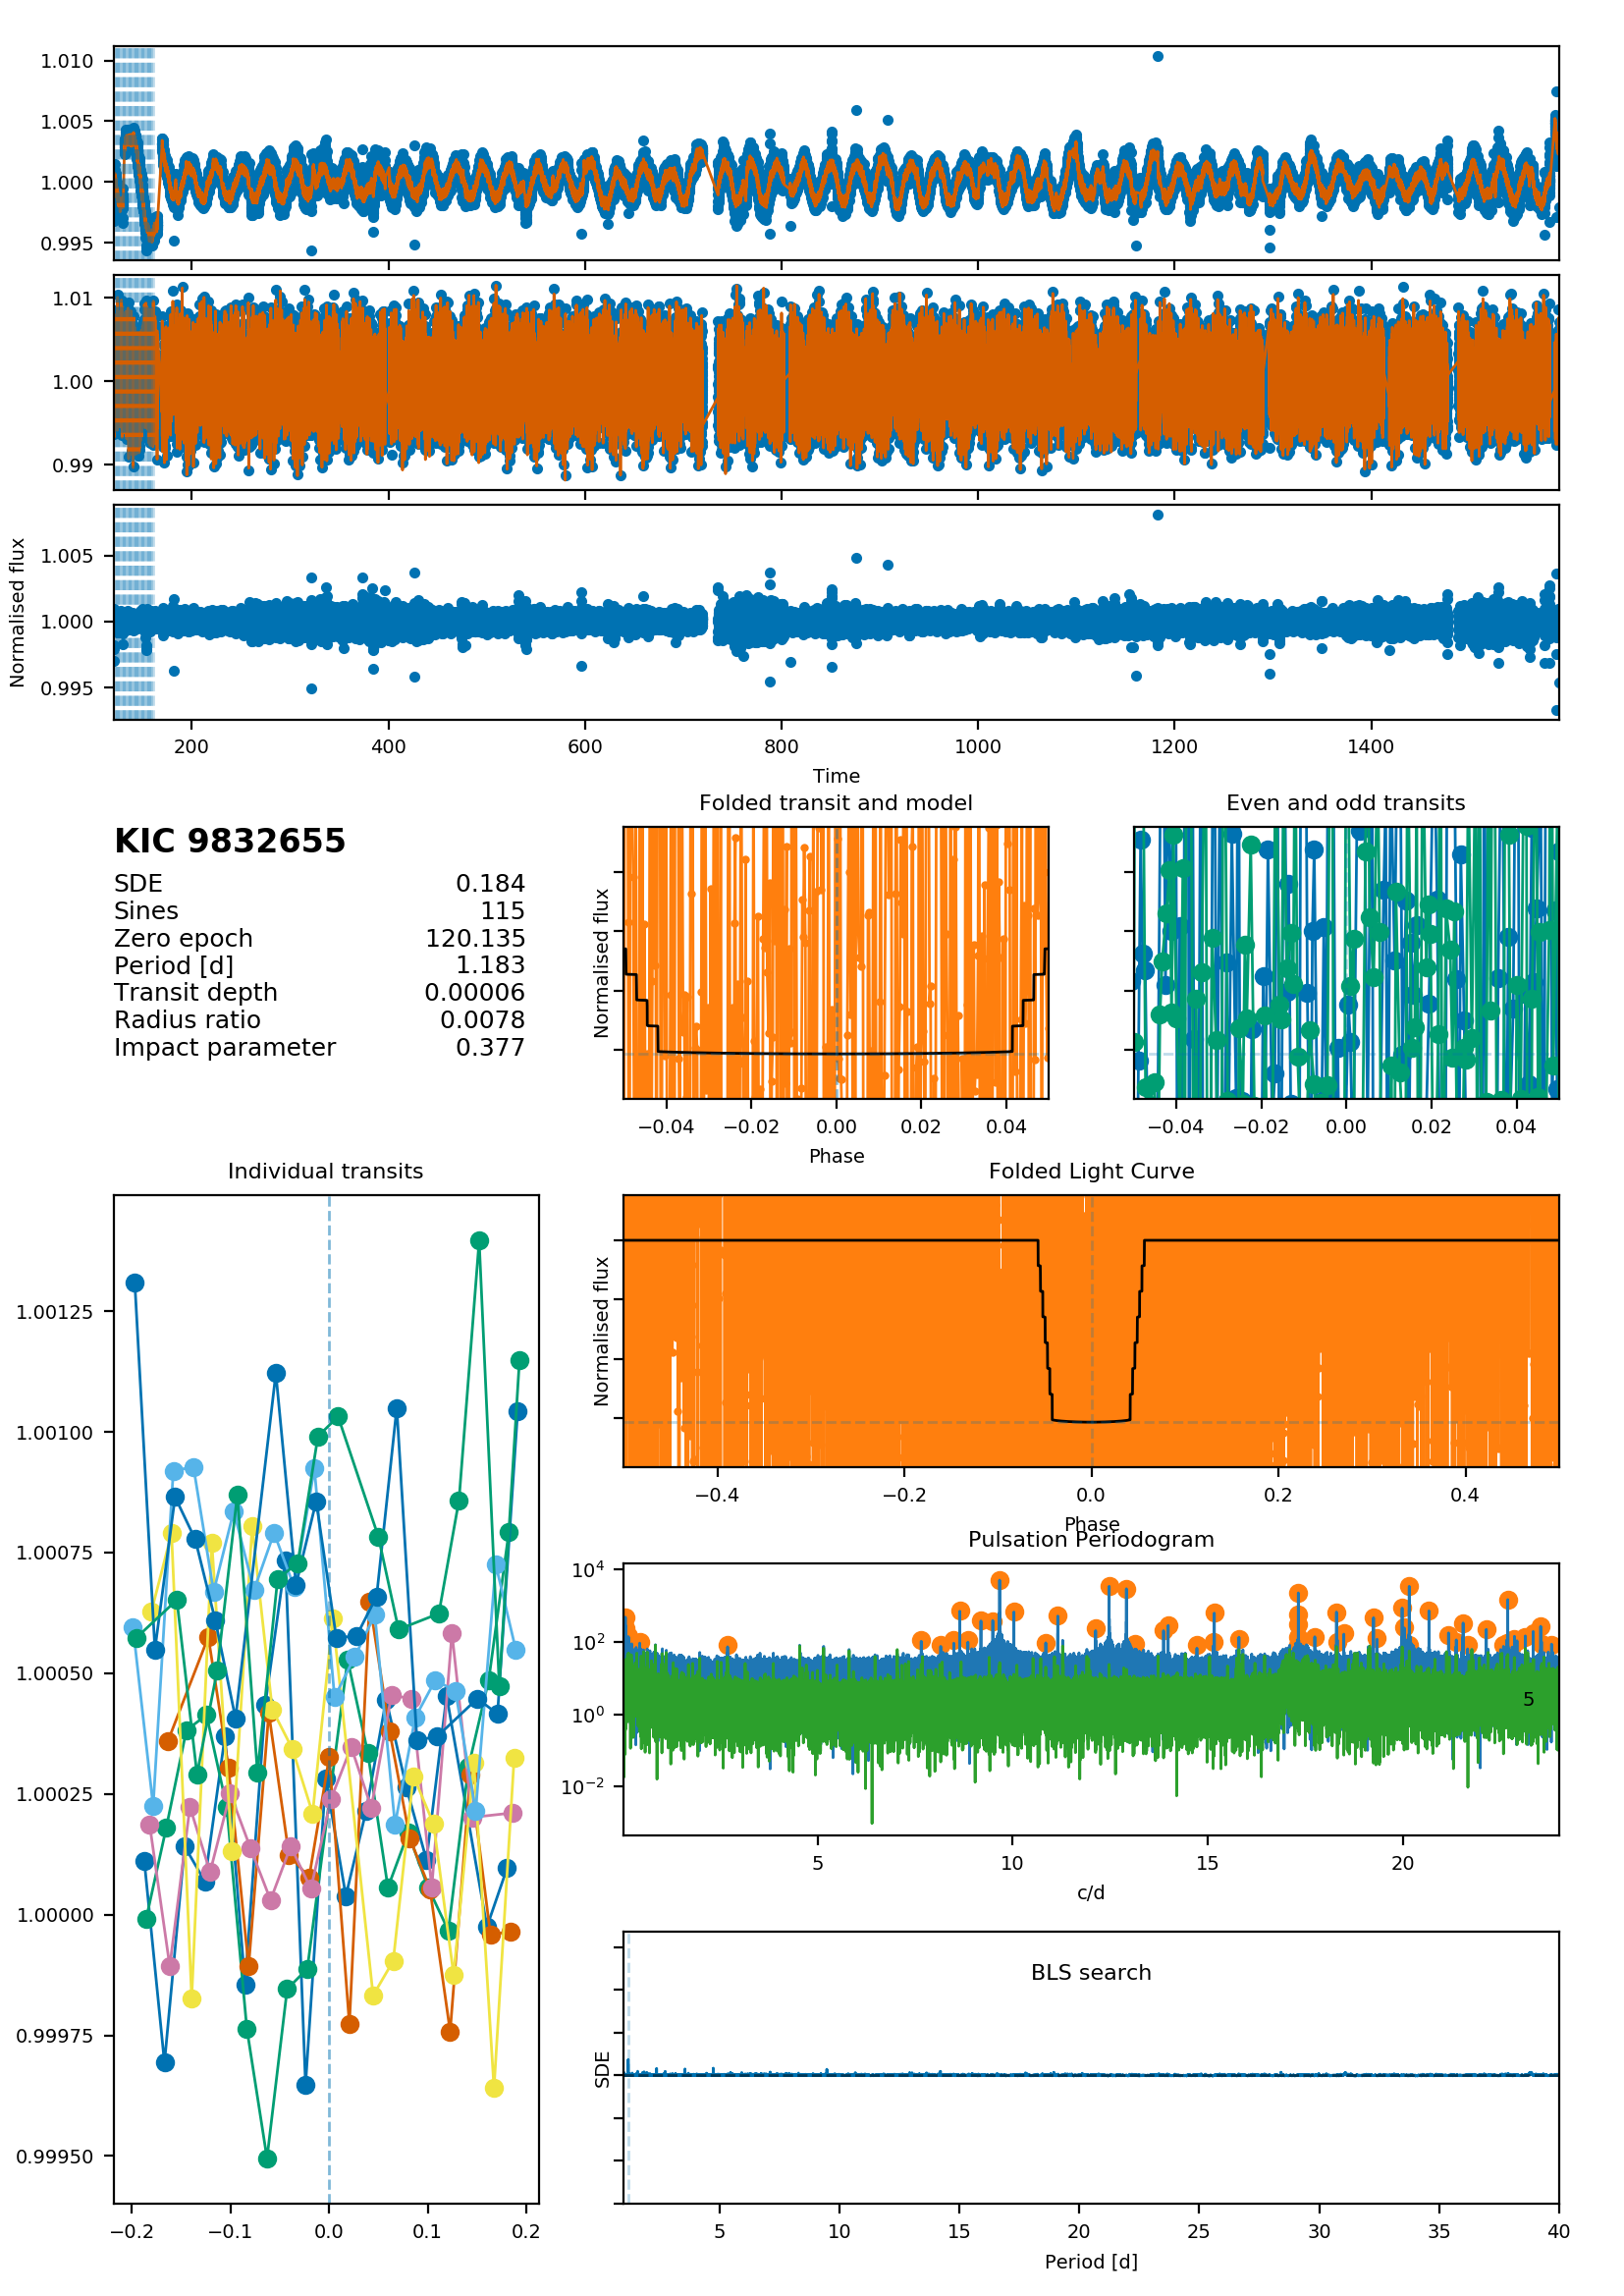 1.010
1.005
1.000
0.995
1.01
1.00
0.99
Normalised flux
1.005
1.000
0.995
200 400 600 800 1000 1200 1400
Time
KIC 9832655
SDE 0.184
Sines 115
Zero epoch 120.135
Period [d] 1.183
Transit depth 0.00006
Radius ratio 0.0078
Impact parameter 0.377
Folded transit and model
Normalised flux
−0.04 −0.02 0.00 0.02 0.04
Phase
Even and odd transits
−0.04 −0.02 0.00 0.02 0.04
Individual transits
1.00125
1.00100
1.00075
1.00050
1.00025
1.00000
0.99975
0.99950
−0.2 −0.1 0.0 0.1 0.2
Folded Light Curve
Normalised flux
−0.4 −0.2 0.0 0.2 0.4
Phase
Pulsation Periodogram
10⁴
10²
10⁰
10⁻²
5
5 10 15 20
c/d
BLS search
SDE
5 10 15 20 25 30 35 40
Period [d]